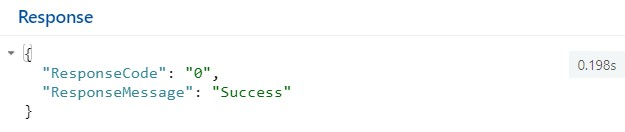 Response
{
"ResponseCode": "0",
"ResponseMessage": "Success"
}
0.198s